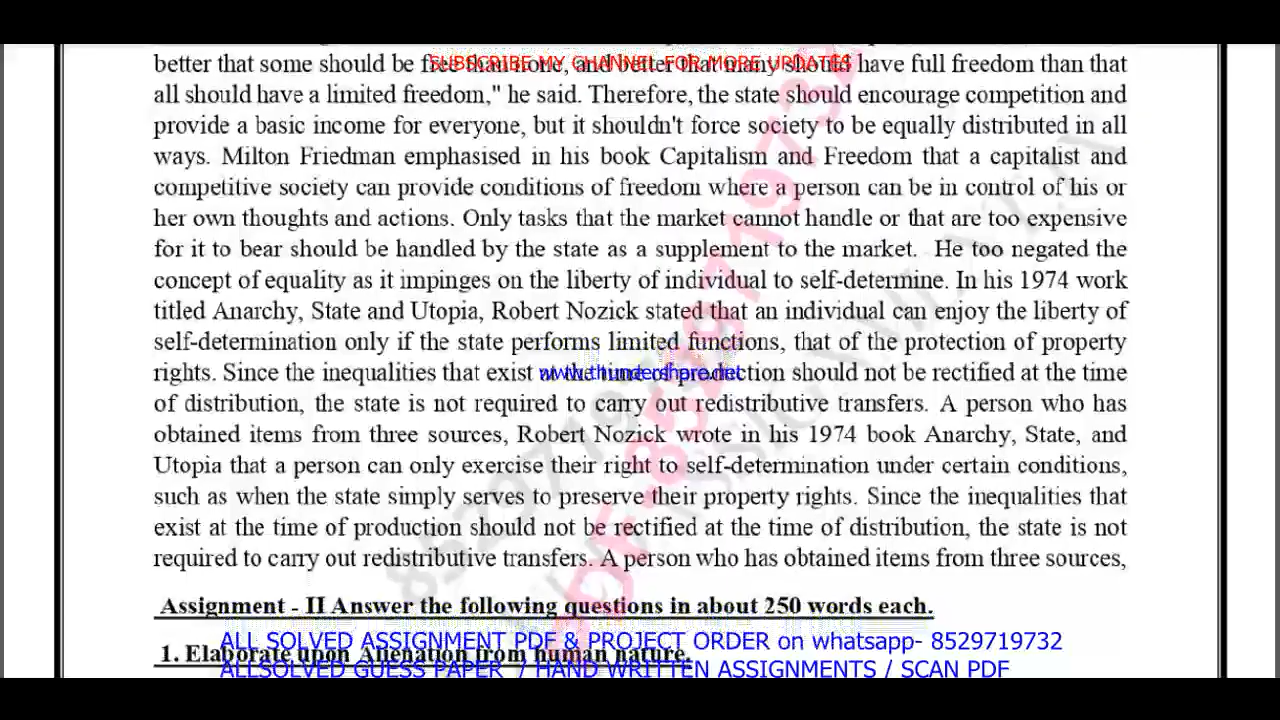 better that some should be free than none, and better that many should have full freedom than that
SUBSCRIBE MY CHANNEL FOR MORE UPDATES
all should have a limited freedom," he said. Therefore, the state should encourage competition and
provide a basic income for everyone, but it shouldn't force society to be equally distributed in all
ways. Milton Friedman emphasised in his book Capitalism and Freedom that a capitalist and
competitive society can provide conditions of freedom where a person can be in control of his or
her own thoughts and actions. Only tasks that the market cannot handle or that are too expensive
for it to bear should be handled by the state as a supplement to the market. He too negated the
concept of equality as it impinges on the liberty of individual to self-determine. In his 1974 work
titled Anarchy, State and Utopia, Robert Nozick stated that an individual can enjoy the liberty of
self-determination only if the state performs limited functions, that of the protection of property
rights. Since the inequalities that exist at the time of production should not be rectified at the time
www.thundershare.net
of distribution, the state is not required to carry out redistributive transfers. A person who has
obtained items from three sources, Robert Nozick wrote in his 1974 book Anarchy, State, and
Utopia that a person can only exercise their right to self-determination under certain conditions,
such as when the state simply serves to preserve their property rights. Since the inequalities that
exist at the time of production should not be rectified at the time of distribution, the state is not
required to carry out redistributive transfers. A person who has obtained items from three sources,
Assignment - II Answer the following questions in about 250 words each.
ALL SOLVED ASSIGNMENT PDF & PROJECT ORDER on whatsapp- 8529719732
1. Elaborate upon Alienation from human nature.
ALLSOLVED GUESS PAPER / HAND WRITTEN ASSIGNMENTS / SCAN PDF
PDF-8529719732